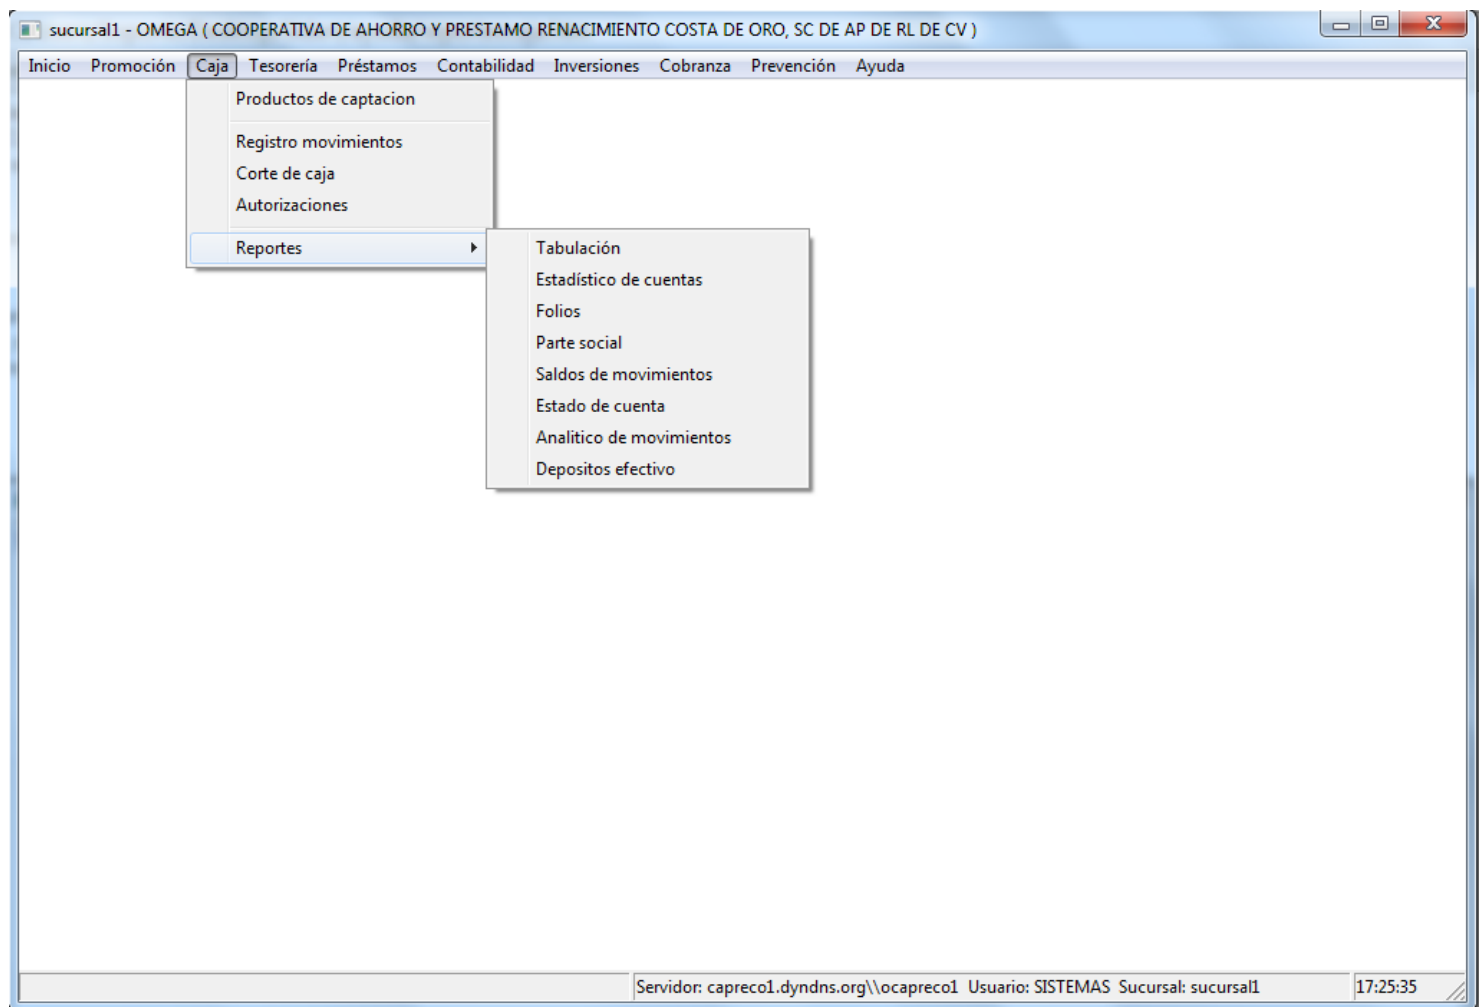 sucursal1 - OMEGA ( COOPERATIVA DE AHORRO Y PRESTAMO RENACIMIENTO COSTA DE ORO, SC DE AP DE RL DE CV )
Inicio Promoción Caja Tesorería Préstamos Contabilidad Inversiones Cobranza Prevención Ayuda
Productos de captacion
Registro movimientos
Corte de caja
Autorizaciones
Reportes
Tabulación
Estadístico de cuentas
Folios
Parte social
Saldos de movimientos
Estado de cuenta
Analitico de movimientos
Depositos efectivo
Servidor: capreco1.dyndns.org\\ocapreco1 Usuario: SISTEMAS Sucursal: sucursal1 17:25:35